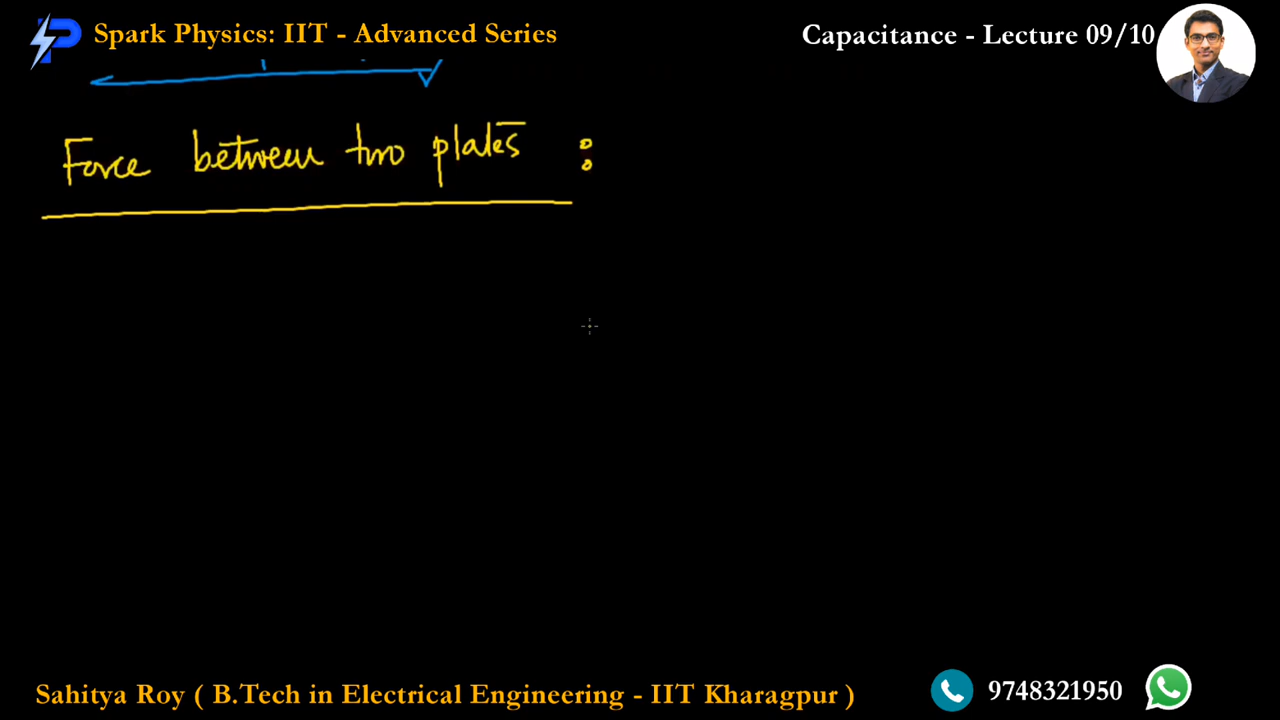 Spark Physics: IIT - Advanced Series
Capacitance - Lecture 09/10
Force between two plates :
Sahitya Roy ( B.Tech in Electrical Engineering - IIT Kharagpur )
9748321950